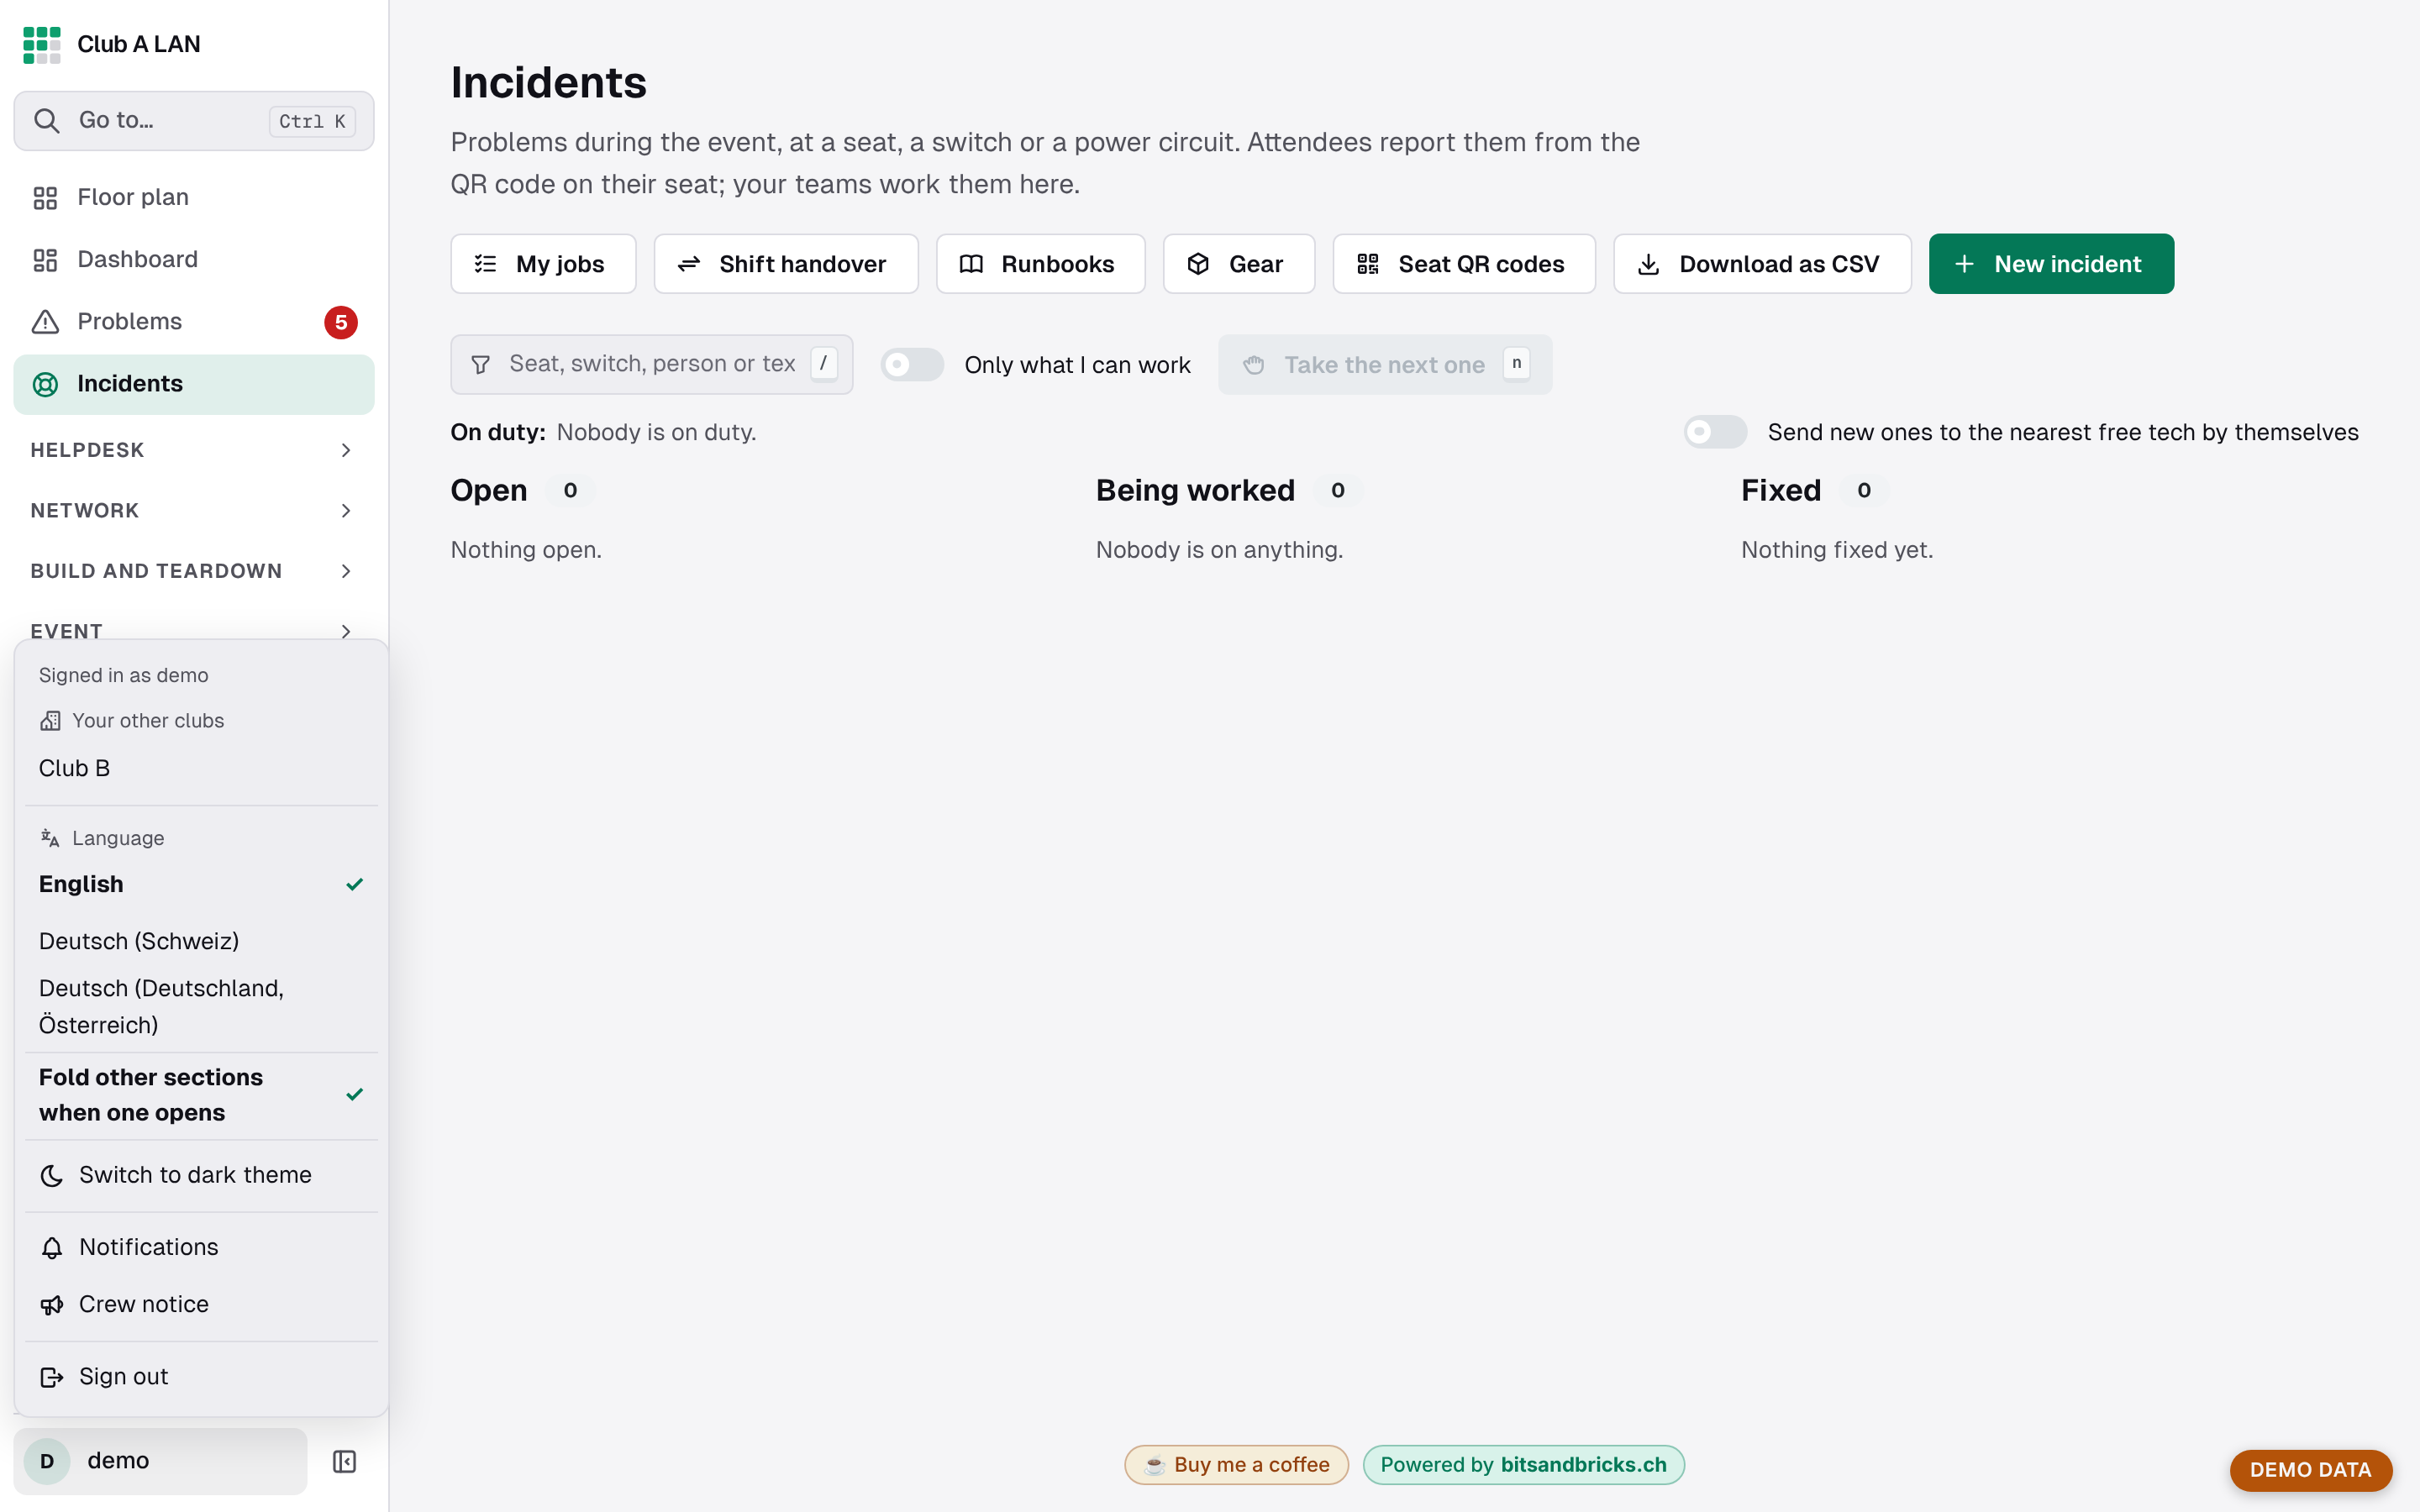 Club A LAN
Go to...
Ctrl K
Floor plan
Dashboard
Problems
5
Incidents
HELPDESK
NETWORK
BUILD AND TEARDOWN
EVENT
Signed in as demo
Your other clubs
Club B
Language
English
Deutsch (Schweiz)
Deutsch (Deutschland,
Österreich)
Fold other sections
when one opens
Switch to dark theme
Notifications
Crew notice
Sign out
D
demo
Incidents
Problems during the event, at a seat, a switch or a power circuit. Attendees report them from the
QR code on their seat; your teams work them here.
My jobs
Shift handover
Runbooks
Gear
Seat QR codes
Download as CSV
New incident
Seat, switch, person or tex
/
Only what I can work
Take the next one
n
On duty: Nobody is on duty.
Send new ones to the nearest free tech by themselves
Open 0
Nothing open.
Being worked 0
Nobody is on anything.
Fixed 0
Nothing fixed yet.
Buy me a coffee
Powered by bitsandbricks.ch
DEMO DATA